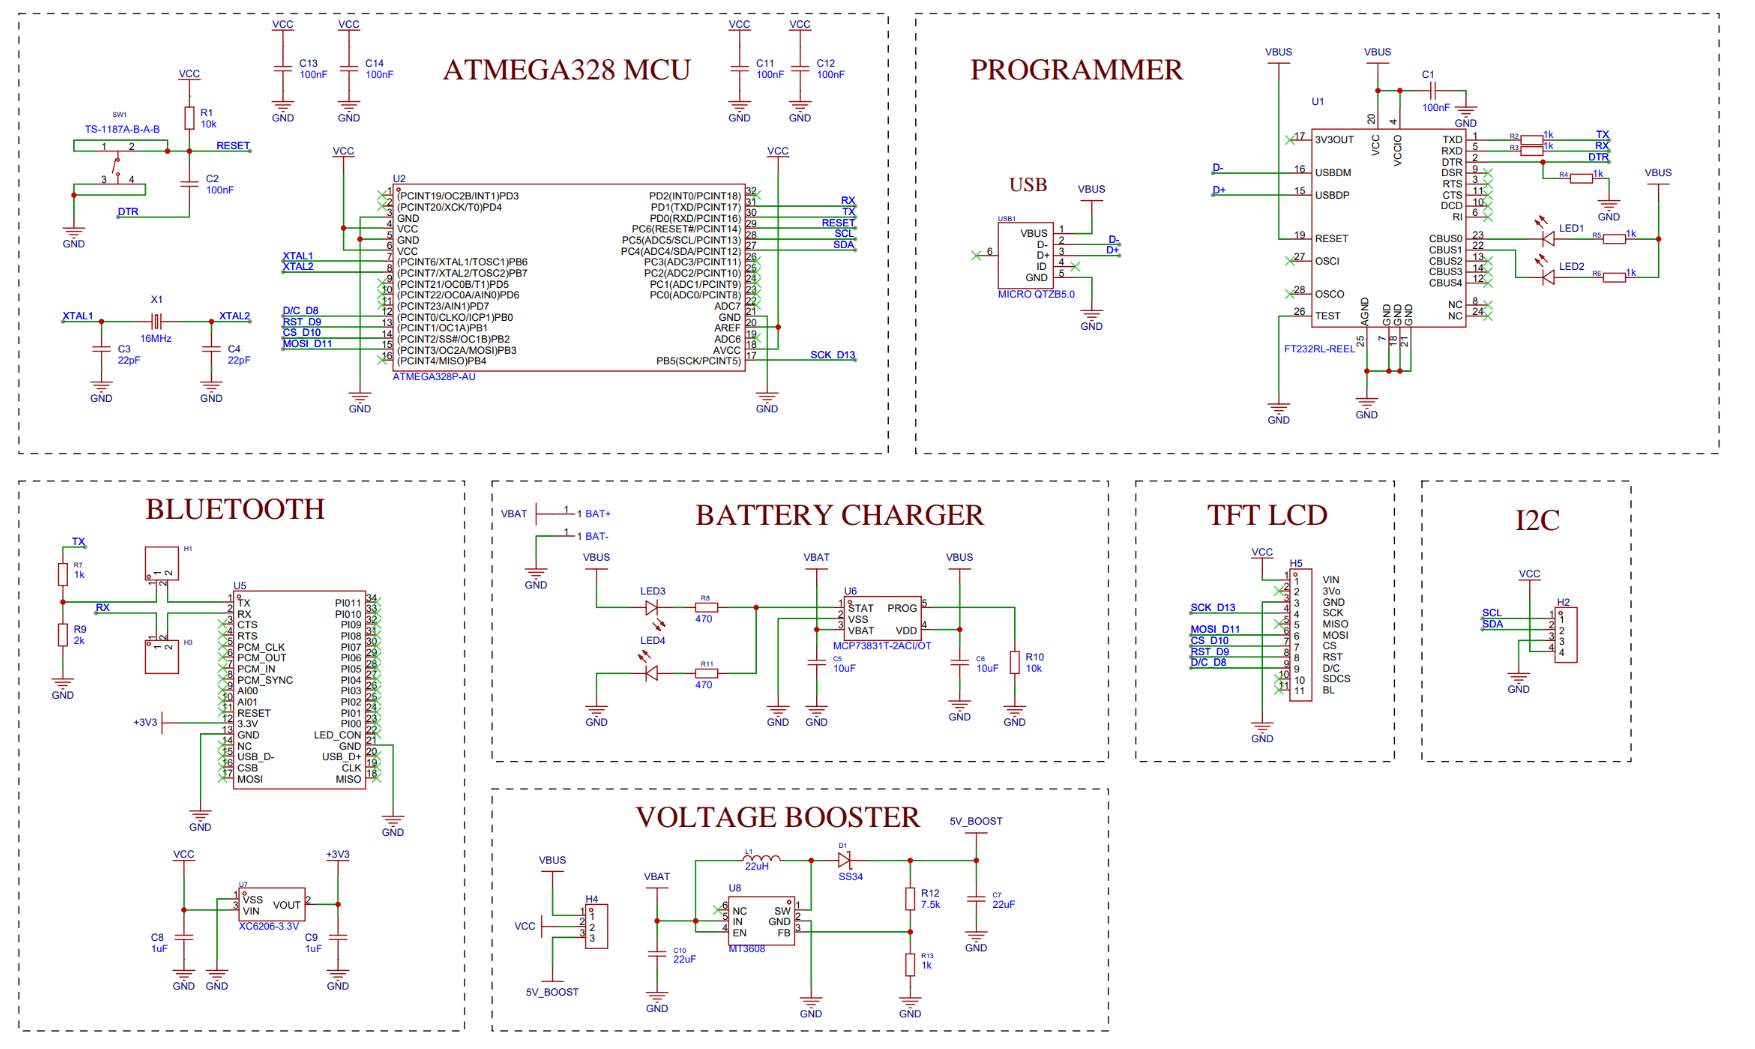 ATMEGA328 MCU
VCC
C13
100nF
GND
VCC
C14
100nF
GND
VCC
C11
100nF
GND
VCC
C12
100nF
GND
VCC
R1
10k
SW1
TS-1187A-B-A-B
1 2
3 4
RESET
C2
100nF
DTR
GND
VCC
VCC
U2
1 (PCINT19/OC2B/INT1)PD3
2 (PCINT20/XCK/T0)PD4
3 GND
4 VCC
5 GND
6 VCC
XTAL1 7 (PCINT6/XTAL1/TOSC1)PB6
XTAL2 8 (PCINT7/XTAL2/TOSC2)PB7
9 (PCINT21/OC0B/T1)PD5
10 (PCINT22/OC0A/AIN0)PD6
11 (PCINT23/AIN1)PD7
D/C_D8 12 (PCINT0/CLKO/ICP1)PB0
RST_D9 13 (PCINT1/OC1A)PB1
CS_D10 14 (PCINT2/SS#/OC1B)PB2
MOSI_D11 15 (PCINT3/OC2A/MOSI)PB3
16 (PCINT4/MISO)PB4
PD2(INT0/PCINT18) 32
PD1(TXD/PCINT17) 31 RX
PD0(RXD/PCINT16) 30 TX
PC6(RESET#/PCINT14) 29 RESET
PC5(ADC5/SCL/PCINT13) 28 SCL
PC4(ADC4/SDA/PCINT12) 27 SDA
PC3(ADC3/PCINT11) 26
PC2(ADC2/PCINT10) 25
PC1(ADC1/PCINT9) 24
PC0(ADC0/PCINT8) 23
ADC7 22
GND 21
AREF 20
ADC6 19
AVCC 18
PB5(SCK/PCINT5) 17 SCK_D13
ATMEGA328P-AU
GND
GND
XTAL1
X1
16MHz
XTAL2
C3
22pF
GND
C4
22pF
GND
PROGRAMMER
VBUS
VBUS
C1
100nF
GND
U1
17 3V3OUT
D- 16 USBDM
D+ 15 USBDP
19 RESET
27 OSCI
28 OSCO
26 TEST
20 VCC
4 VCCIO
TXD 1 R2 1k TX
RXD 5 R3 1k RX
DTR 2 DTR
DSR 9
RTS 3
CTS 11
DCD 10
RI 6
CBUS0 23
CBUS1 22
CBUS2 13
CBUS3 14
CBUS4 12
NC 8
NC 24
AGND 25
GND 7
GND 18
GND 21
FT232RL-REEL
GND
GND
R4 1k
GND
VBUS
LED1
R5 1k
LED2
R6 1k
USB
VBUS
USB1
6
VBUS 1
D- 2 D-
D+ 3 D+
ID 4
GND 5
MICRO QTZB5.0
GND
BLUETOOTH
TX
R7
1k
H1
1 2
1 2
RX
R9
2k
GND
H3
1 2
1 2
U5
1 TX
2 RX
3 CTS
4 RTS
5 PCM_CLK
6 PCM_OUT
7 PCM_IN
8 PCM_SYNC
9 AI00
10 AI01
11 RESET
+3V3 12 3.3V
13 GND
14 NC
15 USB_D-
16 CSB
17 MOSI
PI011 34
PI010 33
PI09 32
PI08 31
PI07 30
PI06 29
PI05 28
PI04 27
PI03 26
PI02 25
PI01 24
PI00 23
LED_CON 22
GND 21
USB_D+ 20
CLK 19
MISO 18
GND
GND
VCC
+3V3
U7
1 VSS
3 VIN
VOUT 2
XC6206-3.3V
C8
1uF
C9
1uF
GND
GND
GND
BATTERY CHARGER
VBAT 1 1 BAT+
1 1 BAT-
GND
VBUS
LED3
R8
470
LED4
R11
470
GND
VBAT
VBUS
U6
1 STAT
2 VSS
3 VBAT
PROG 5
VDD 4
MCP73831T-2ACI/OT
C5
10uF
C6
10uF
R10
10k
GND
GND
GND
GND
TFT LCD
VCC
H5
1 1 VIN
2 2 3Vo
3 3 GND
SCK_D13 4 4 SCK
5 5 MISO
MOSI_D11 6 6 MOSI
CS_D10 7 7 CS
RST_D9 8 8 RST
D/C_D8 9 9 D/C
10 10 SDCS
11 11 BL
GND
I2C
VCC
H2
SCL 1 1
SDA 2 2
3 3
4 4
GND
VOLTAGE BOOSTER
VBUS
H4
1 1
VCC 2 2
3 3
5V_BOOST
VBAT
C10
22uF
GND
L1
22uH
U8
6 NC
5 IN
4 EN
SW 1
GND 2
FB 3
MT3608
GND
D1
SS34
R12
7.5k
R13
1k
GND
5V_BOOST
C7
22uF
GND